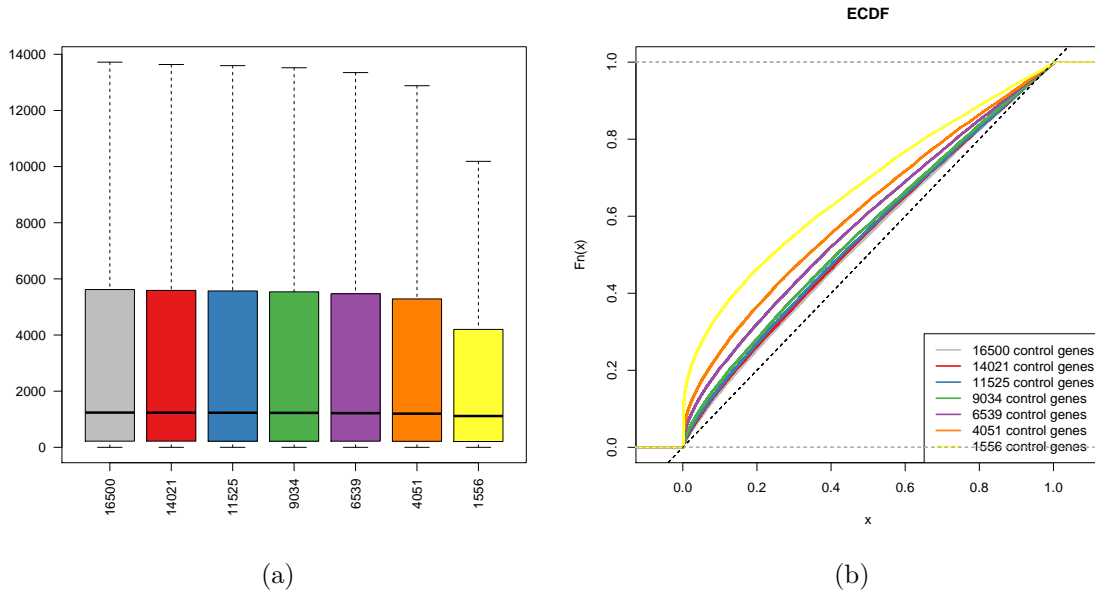 14000
12000
10000
8000
6000
4000
2000
0
16500
14021
11525
9034
6539
4051
1556
(a)
ECDF
1.0
0.8
0.6
0.4
0.2
0.0
Fn(x)
16500 control genes
14021 control genes
11525 control genes
9034 control genes
6539 control genes
4051 control genes
1556 control genes
0.0 0.2 0.4 0.6 0.8 1.0
x
(b)